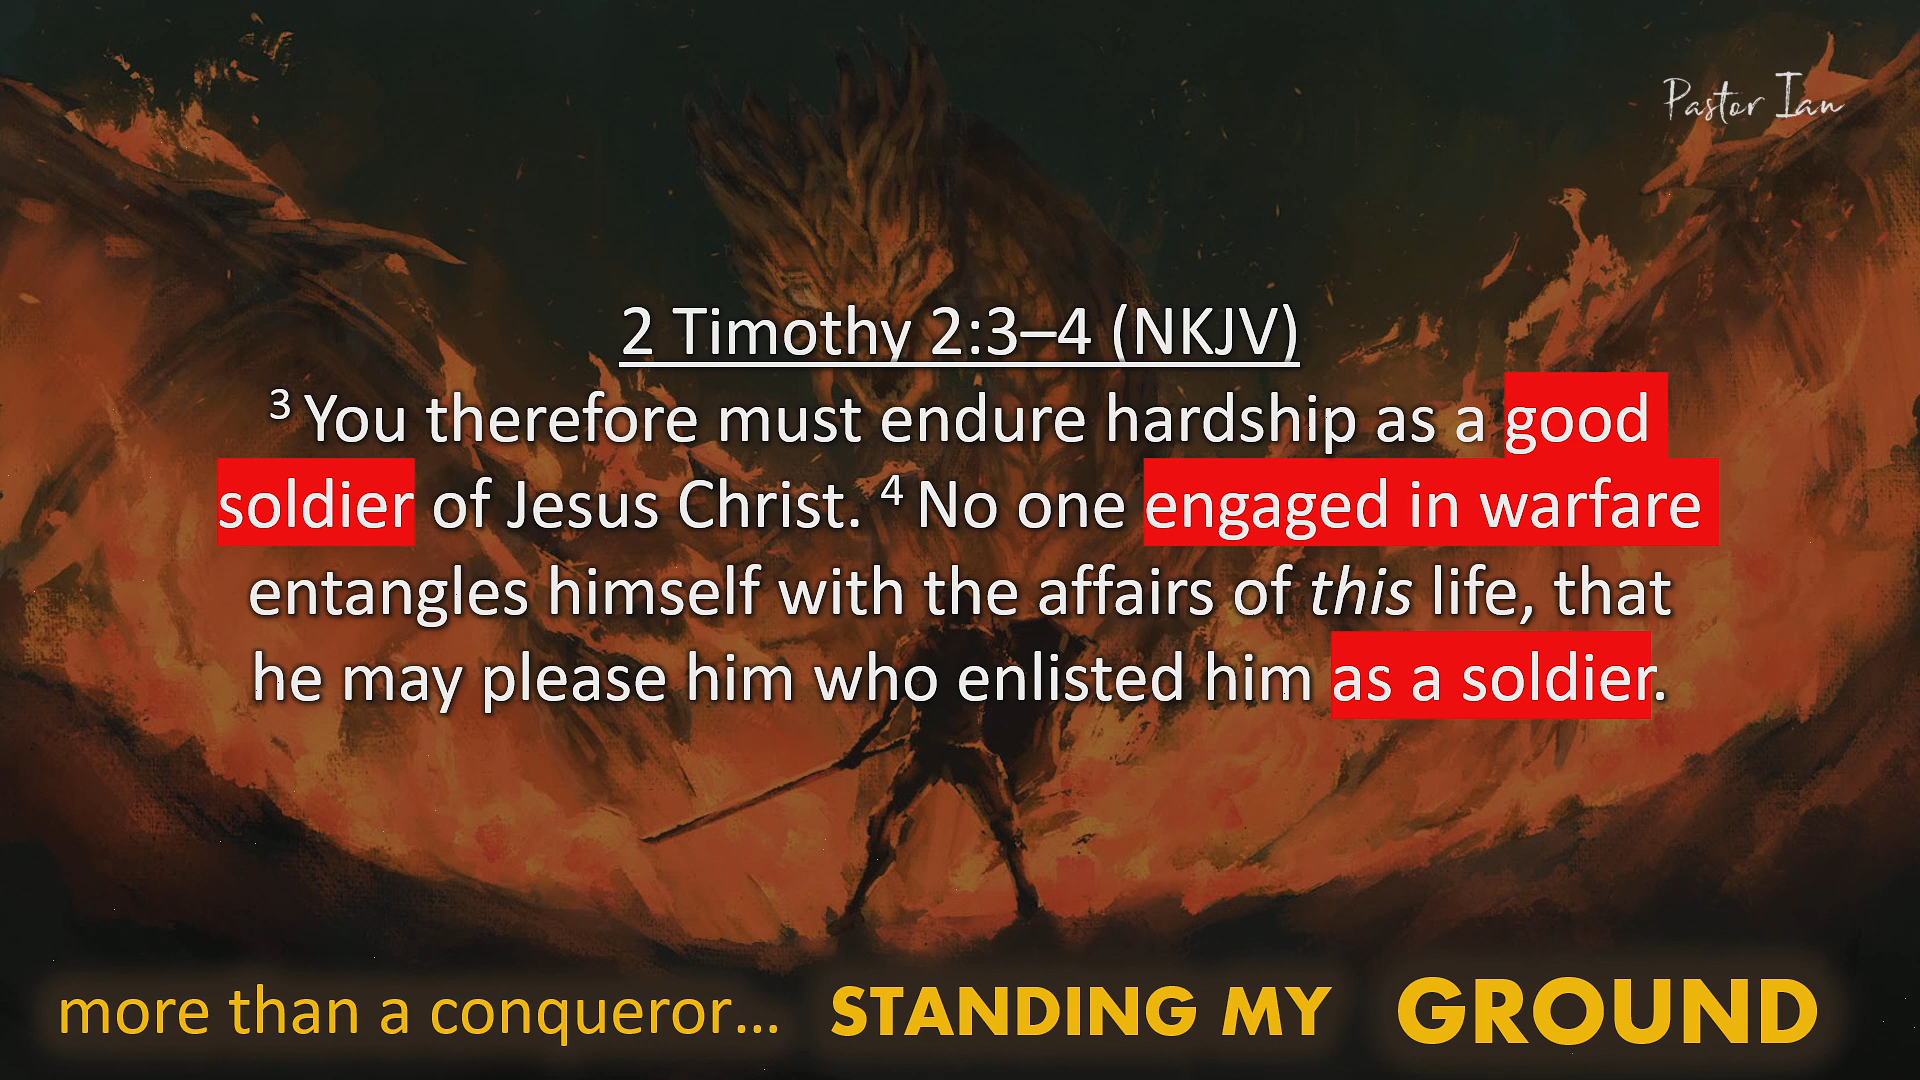 Pastor Ian
2 Timothy 2:3–4 (NKJV)
3 You therefore must endure hardship as a good
soldier of Jesus Christ. 4 No one engaged in warfare
entangles himself with the affairs of this life, that
he may please him who enlisted him as a soldier.
more than a conqueror... STANDING MY GROUND